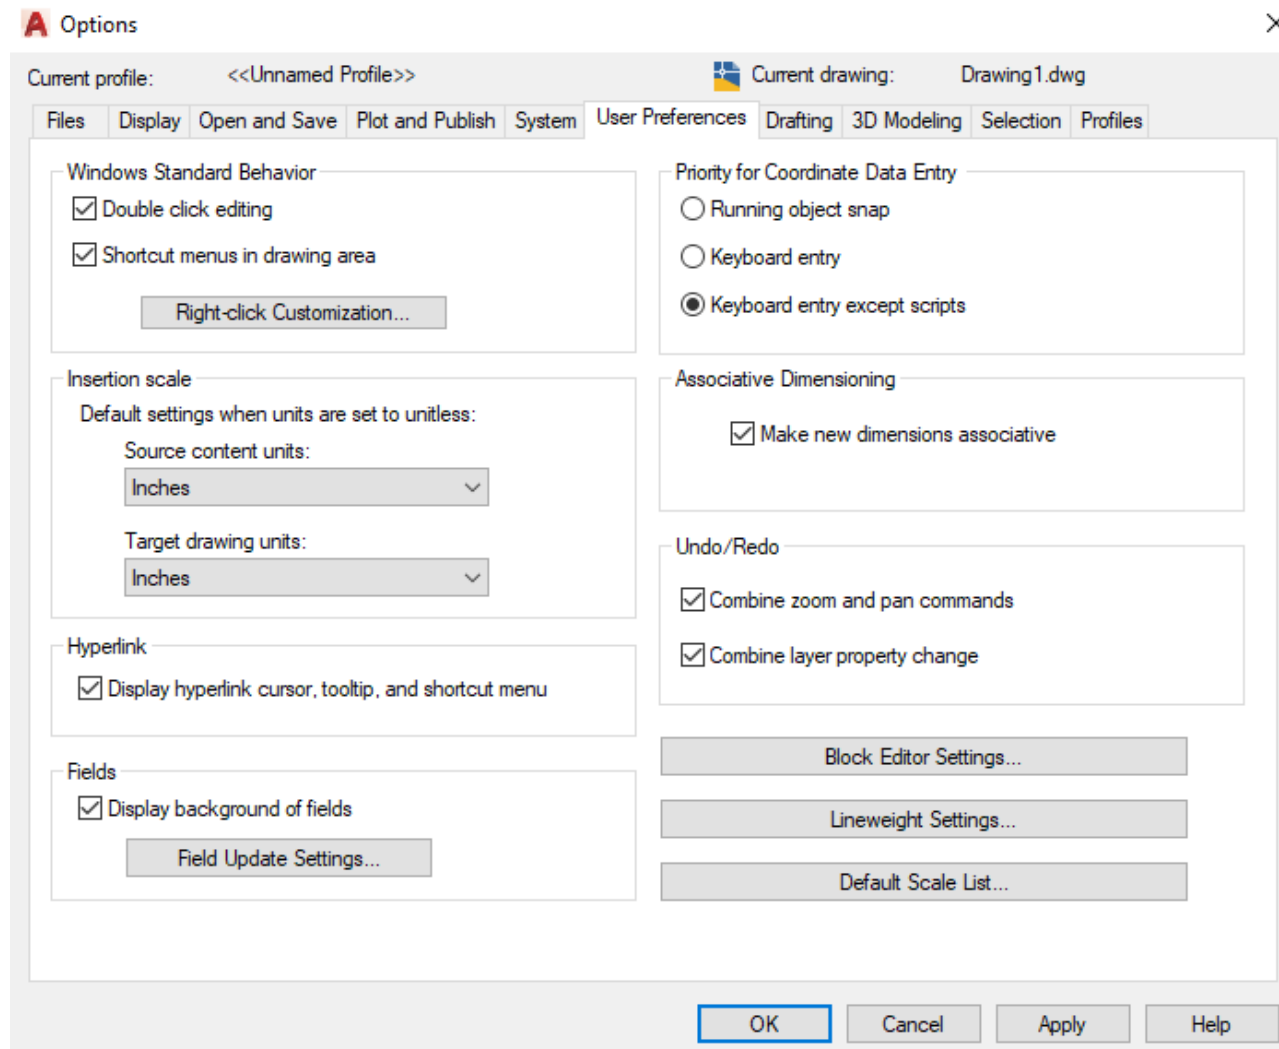 Options
Current profile: <<Unnamed Profile>> Current drawing: Drawing1.dwg
Files Display Open and Save Plot and Publish System User Preferences Drafting 3D Modeling Selection Profiles
Windows Standard Behavior
Double click editing
Shortcut menus in drawing area
Right-click Customization...
Insertion scale
Default settings when units are set to unitless:
Source content units:
Inches
Target drawing units:
Inches
Hyperlink
Display hyperlink cursor, tooltip, and shortcut menu
Fields
Display background of fields
Field Update Settings...
Priority for Coordinate Data Entry
Running object snap
Keyboard entry
Keyboard entry except scripts
Associative Dimensioning
Make new dimensions associative
Undo/Redo
Combine zoom and pan commands
Combine layer property change
Block Editor Settings...
Lineweight Settings...
Default Scale List...
OK Cancel Apply Help